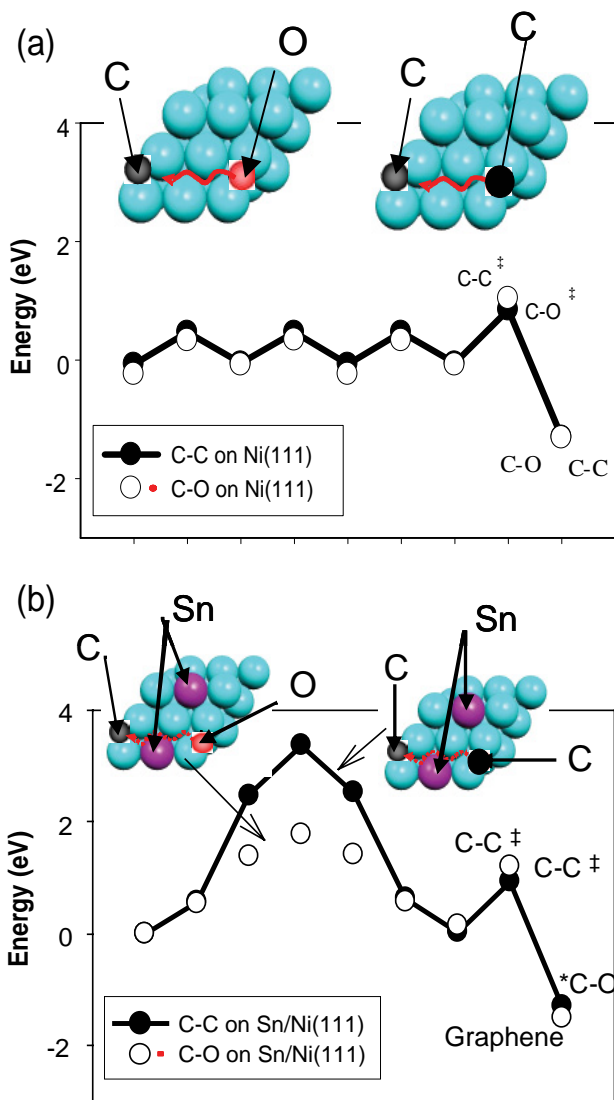 (a)
O
C
C
C
4
2
0
-2
Energy (eV)
C-C ‡
C-O ‡
C-O
C-C
C-C on Ni(111)
C-O on Ni(111)
(b)
Sn
Sn
C
O
C
C
4
2
0
-2
Energy (eV)
C-C ‡
C-C ‡
*C-O
Graphene
C-C on Sn/Ni(111)
C-O on Sn/Ni(111)